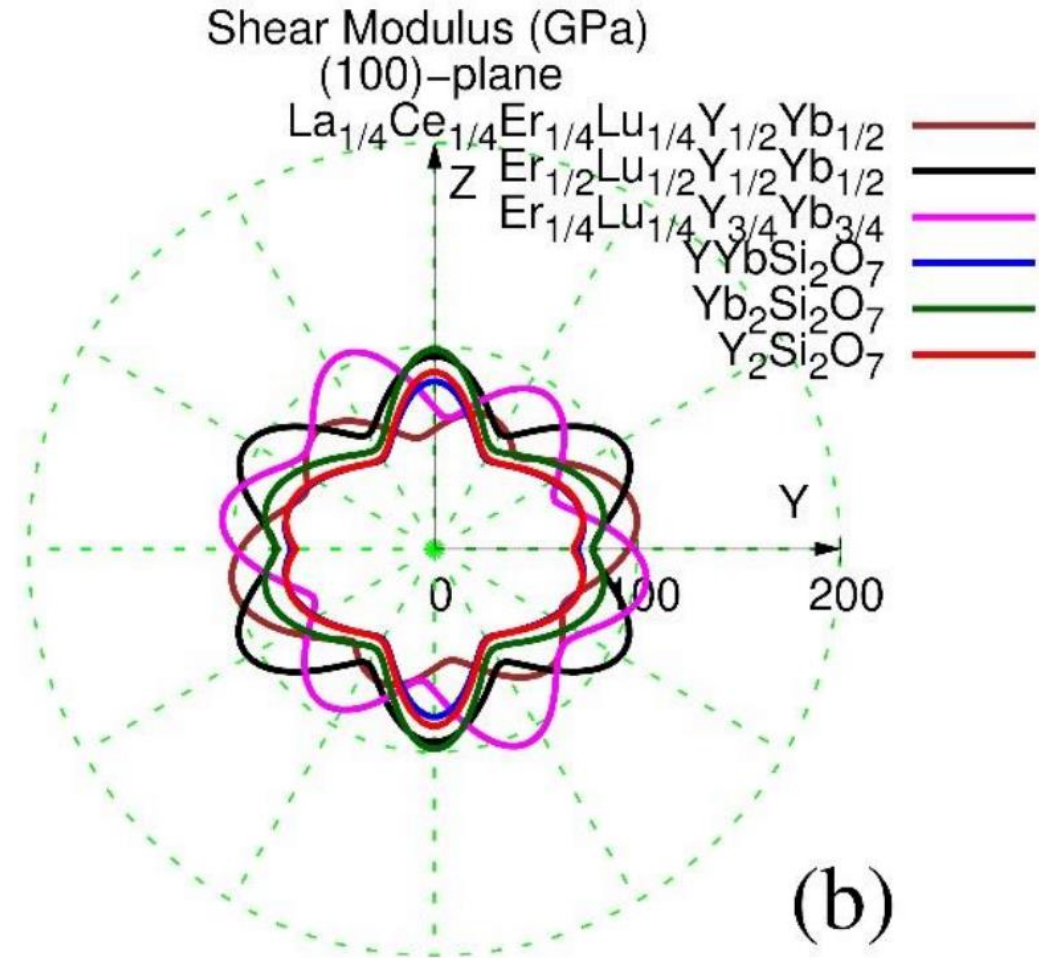 Shear Modulus (GPa)
(100)−plane
La1/4Ce1/4Er1/4Lu1/4Y1/2Yb1/2
Er1/2Lu1/2Y1/2Yb1/2
Er1/4Lu1/4Y3/4Yb3/4
YYbSi2O7
Yb2Si2O7
Y2Si2O7
Z
Y
0 100 200
(b)